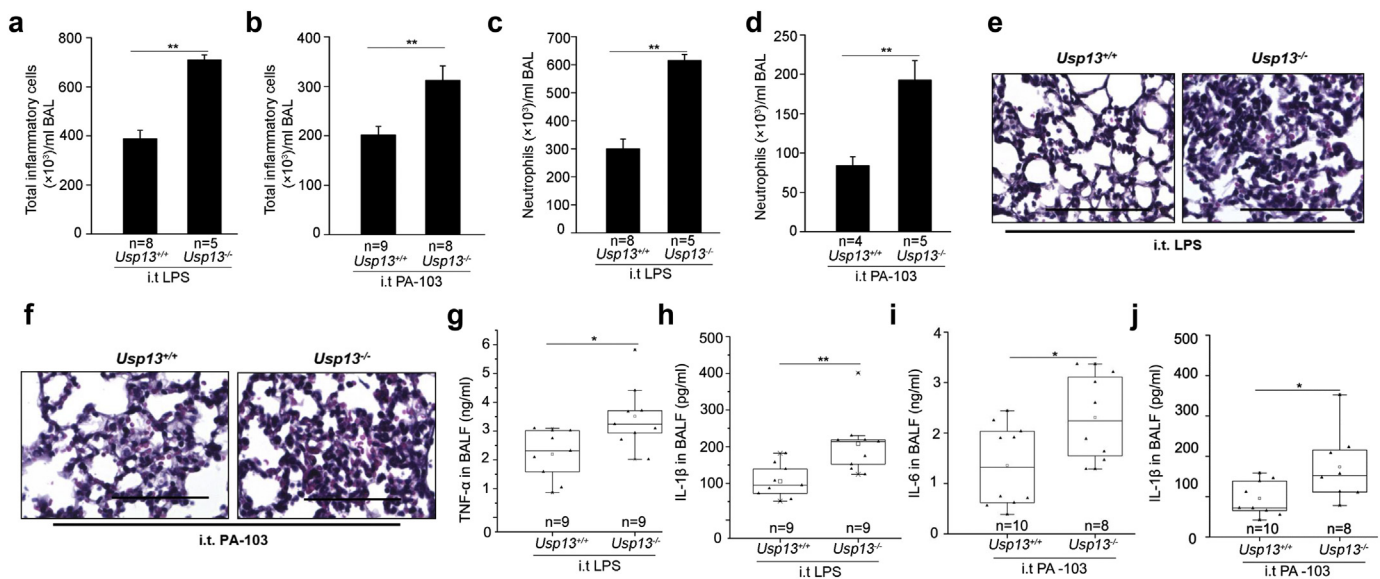 a
Total inflammatory cells
(×10³)/ml BAL
800
600
400
200
0
**
n=8
n=5
Usp13+/+
Usp13-/-
i.t LPS
b
Total inflammatory cells
(×10³)/ml BAL
400
300
200
100
0
**
n=9
n=8
Usp13+/+
Usp13-/-
i.t PA-103
c
Neutrophils (×10³)/ml BAL
700
600
500
400
300
200
100
0
**
n=8
n=5
Usp13+/+
Usp13-/-
i.t LPS
d
Neutrophils (×10³)/ml BAL
250
200
150
100
50
0
**
n=4
n=5
Usp13+/+
Usp13-/-
i.t PA-103
e
Usp13+/+
Usp13-/-
i.t. LPS
f
Usp13+/+
Usp13-/-
i.t. PA-103
g
TNF-α in BALF (ng/ml)
6
5
4
3
2
1
0
*
n=9
n=9
Usp13+/+
Usp13-/-
i.t LPS
h
IL-1β in BALF (pg/ml)
500
400
300
200
100
0
**
n=9
n=9
Usp13+/+
Usp13-/-
i.t LPS
i
IL-6 in BALF (ng/ml)
4
3
2
1
0
*
n=10
n=8
Usp13+/+
Usp13-/-
i.t PA -103
j
IL-1β in BALF (pg/ml)
500
400
300
200
100
0
*
n=10
n=8
Usp13+/+
Usp13-/-
i.t PA -103